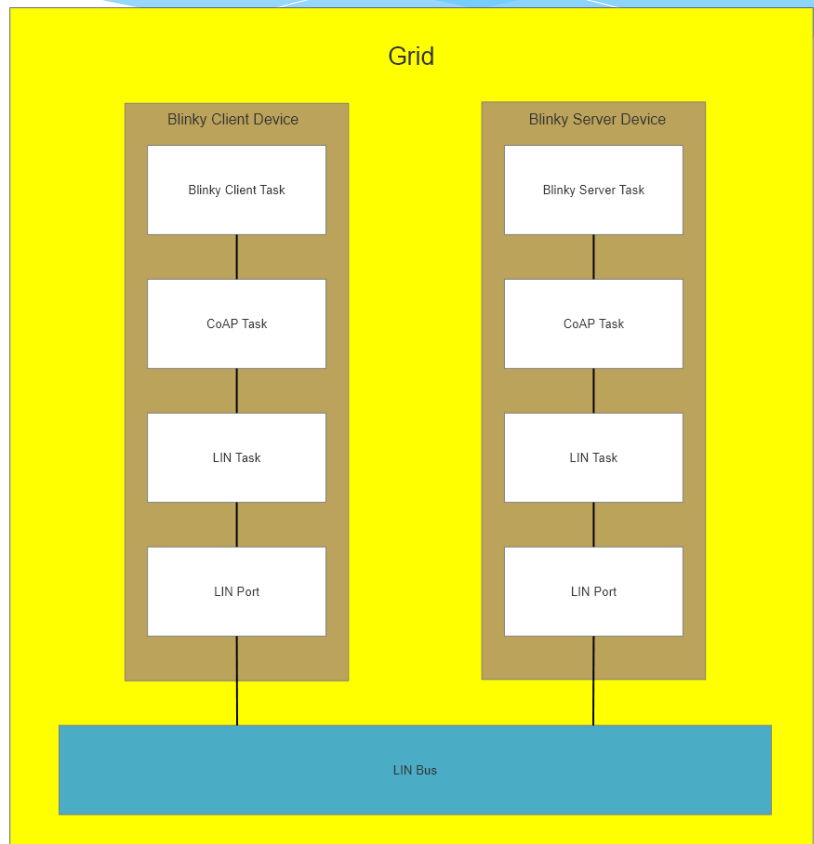 Grid
Blinky Client Device
Blinky Client Task
CoAP Task
LIN Task
LIN Port
Blinky Server Device
Blinky Server Task
CoAP Task
LIN Task
LIN Port
LIN Bus